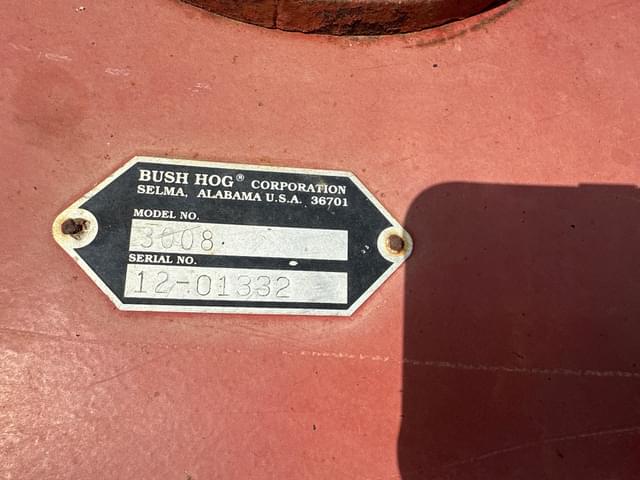 BUSH HOG® CORPORATION
SELMA, ALABAMA U.S.A. 36701
MODEL NO.
3008
SERIAL NO.
12-01332